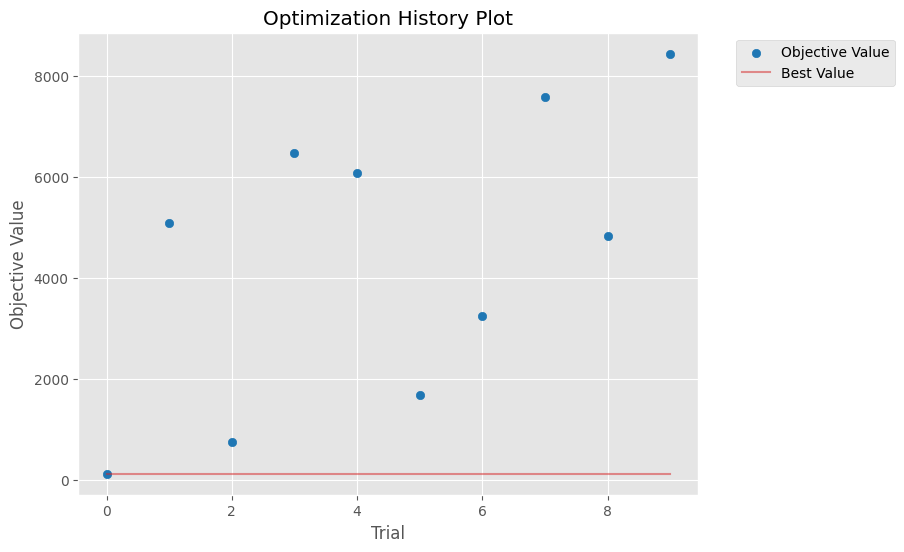 Optimization History Plot
Objective Value
Best Value
8000
6000
4000
2000
0
Objective Value
0
2
4
6
8
Trial